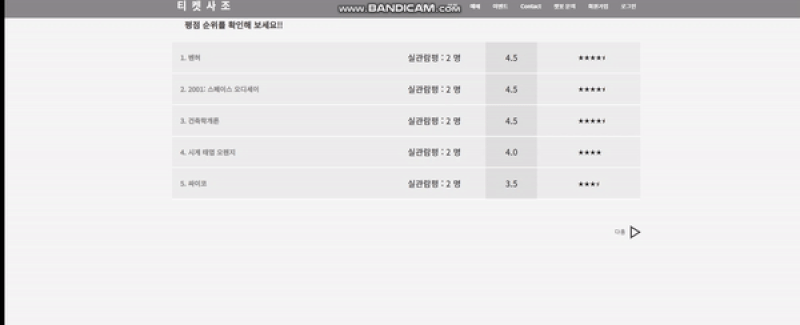 티켓사조
www.BANDICAM.com 예매 이벤트 Contact 챗봇 문의 회원가입 로그인
평점 순위를 확인해 보세요!!
1. 벤허 실관람평 : 2 명 4.5
2. 2001: 스페이스 오디세이 실관람평 : 2 명 4.5
3. 건축학개론 실관람평 : 2 명 4.5
4. 시계 태엽 오렌지 실관람평 : 2 명 4.0
5. 싸이코 실관람평 : 2 명 3.5
다음